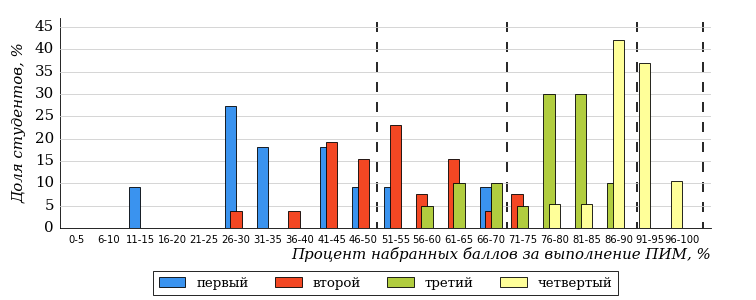 Доля студентов, %
45
40
35
30
25
20
15
10
5
0
0-5 6-10 11-15 16-20 21-25 26-30 31-35 36-40 41-45 46-50 51-55 56-60 61-65 66-70 71-75 76-80 81-85 86-90 91-95 96-100
Процент набранных баллов за выполнение ПИМ, %
первый второй третий четвертый